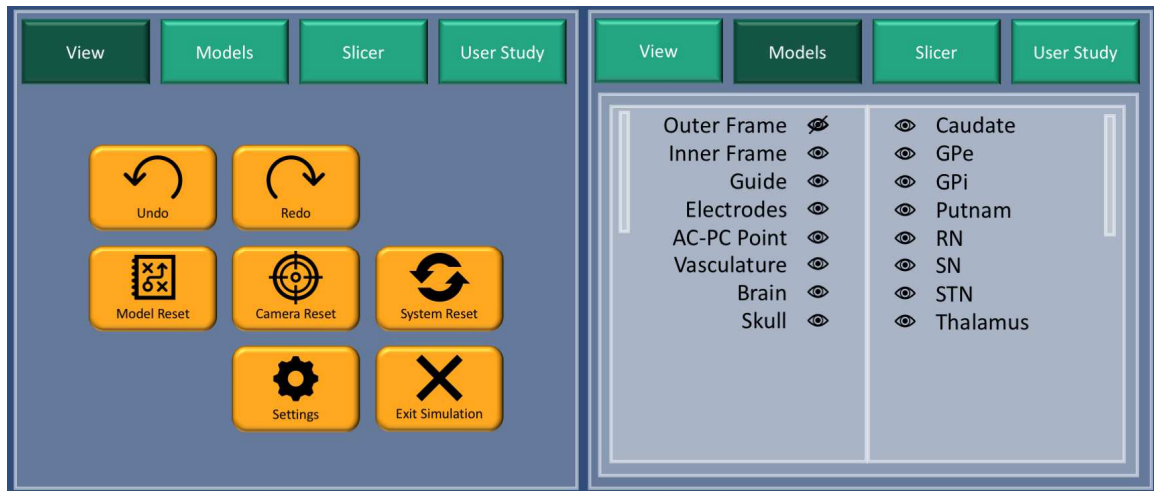 View Models Slicer User Study
Undo Redo
Model Reset Camera Reset System Reset
Settings Exit Simulation
View Models Slicer User Study
Outer Frame
Inner Frame
Guide
Electrodes
AC-PC Point
Vasculature
Brain
Skull
Caudate
GPe
GPi
Putnam
RN
SN
STN
Thalamus